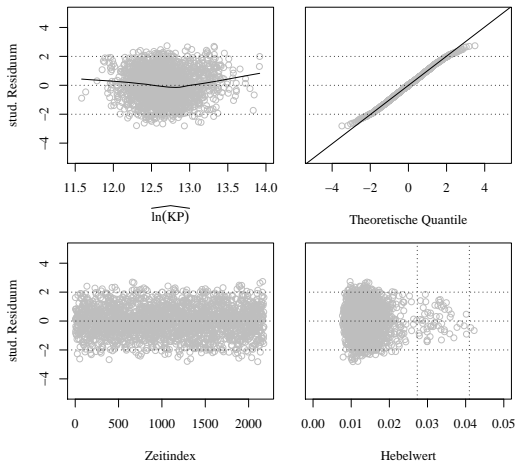 stud. Residuum
4
2
0
−2
−4
11.5 12.0 12.5 13.0 13.5 14.0
ln(KP)
−4 −2 0 2 4
Theoretische Quantile
stud. Residuum
4
2
0
−2
−4
0 500 1000 1500 2000
Zeitindex
0.00 0.01 0.02 0.03 0.04 0.05
Hebelwert